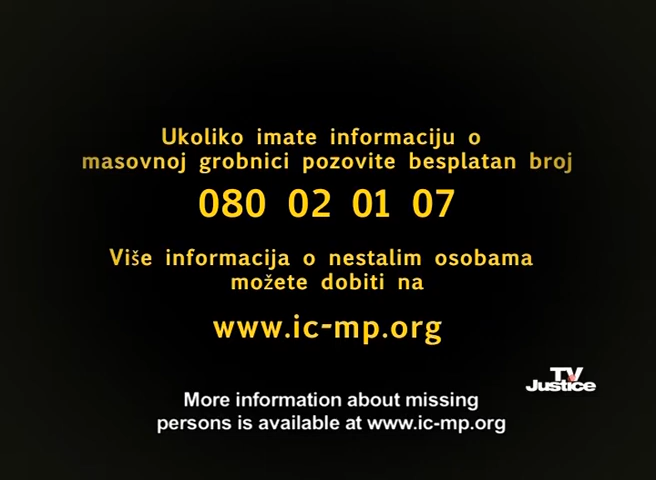 Ukoliko imate informaciju o
masovnoj grobnici pozovite besplatan broj
080 02 01 07
Više informacija o nestalim osobama
možete dobiti na
www.ic-mp.org
TV
Justice
More information about missing
persons is available at www.ic-mp.org